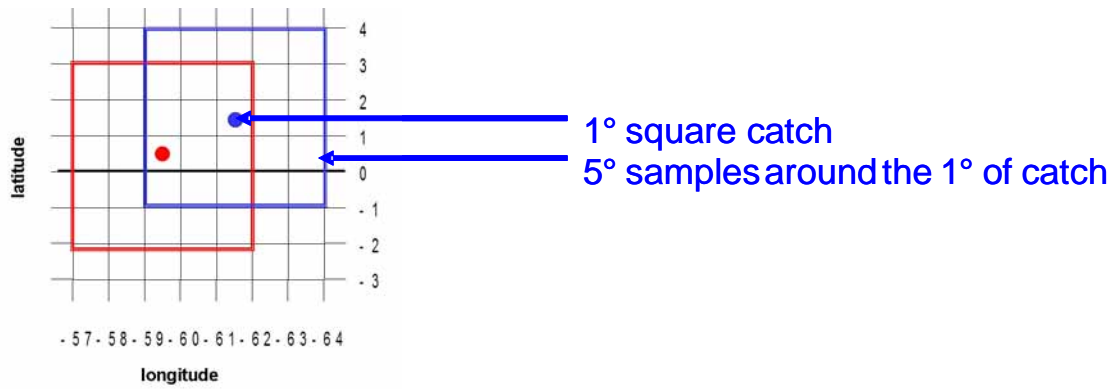 4
3
2
1
0
- 1
- 2
- 3
latitude
1° square catch
5° samples around the 1° of catch
- 57 - 58 - 59 - 60 - 61 - 62 - 63 - 64
longitude